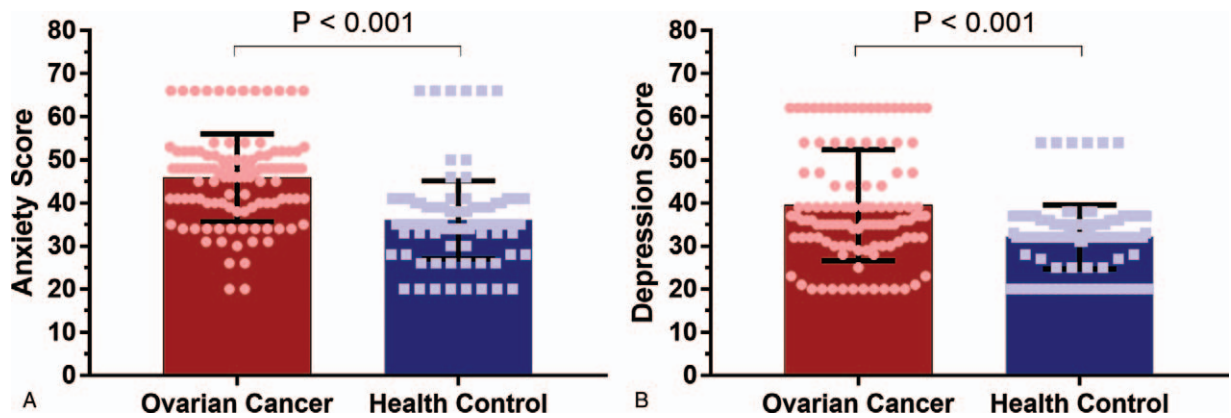 P < 0.001
80
70
60
50
40
30
20
10
0
Anxiety Score
Ovarian Cancer
Health Control
A
P < 0.001
80
70
60
50
40
30
20
10
0
Depression Score
Ovarian Cancer
Health Control
B